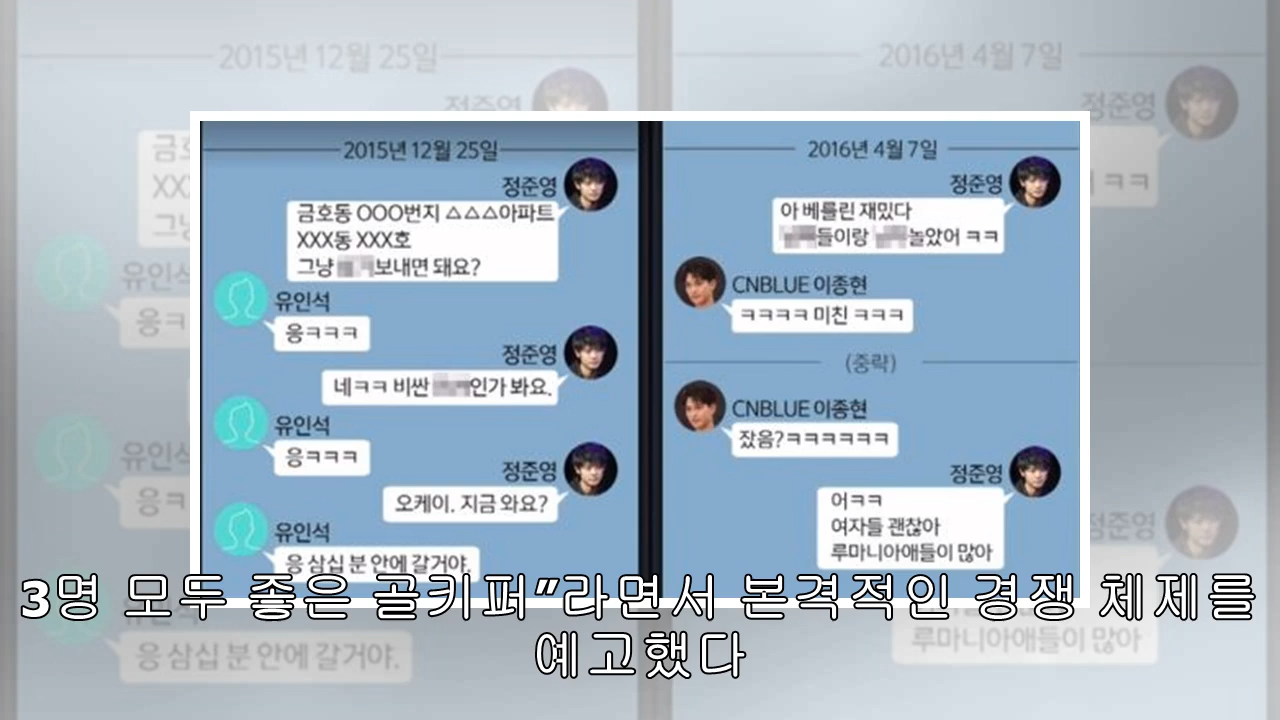 2015년 12월 25일
정준영
금호동 OOO번지 △△△아파트
XXX동 XXX호
그냥 보내면 돼요?
유인석
응ㅋㅋㅋ
정준영
네ㅋㅋ 비싼 인가 봐요.
유인석
응ㅋㅋㅋ
정준영
오케이. 지금 와요?
유인석
응 삼십 분 안에 갈거야.
2016년 4월 7일
정준영
아 베를린 재밌다
들이랑 놀았어 ㅋㅋ
CNBLUE 이종현
ㅋㅋㅋㅋ 미친 ㅋㅋㅋ
(중략)
CNBLUE 이종현
잤음?ㅋㅋㅋㅋㅋㅋ
정준영
어ㅋㅋ
여자들 괜찮아
루마니아애들이 많아
3명 모두 좋은 골키퍼”라면서 본격적인 경쟁 체제를
예고했다